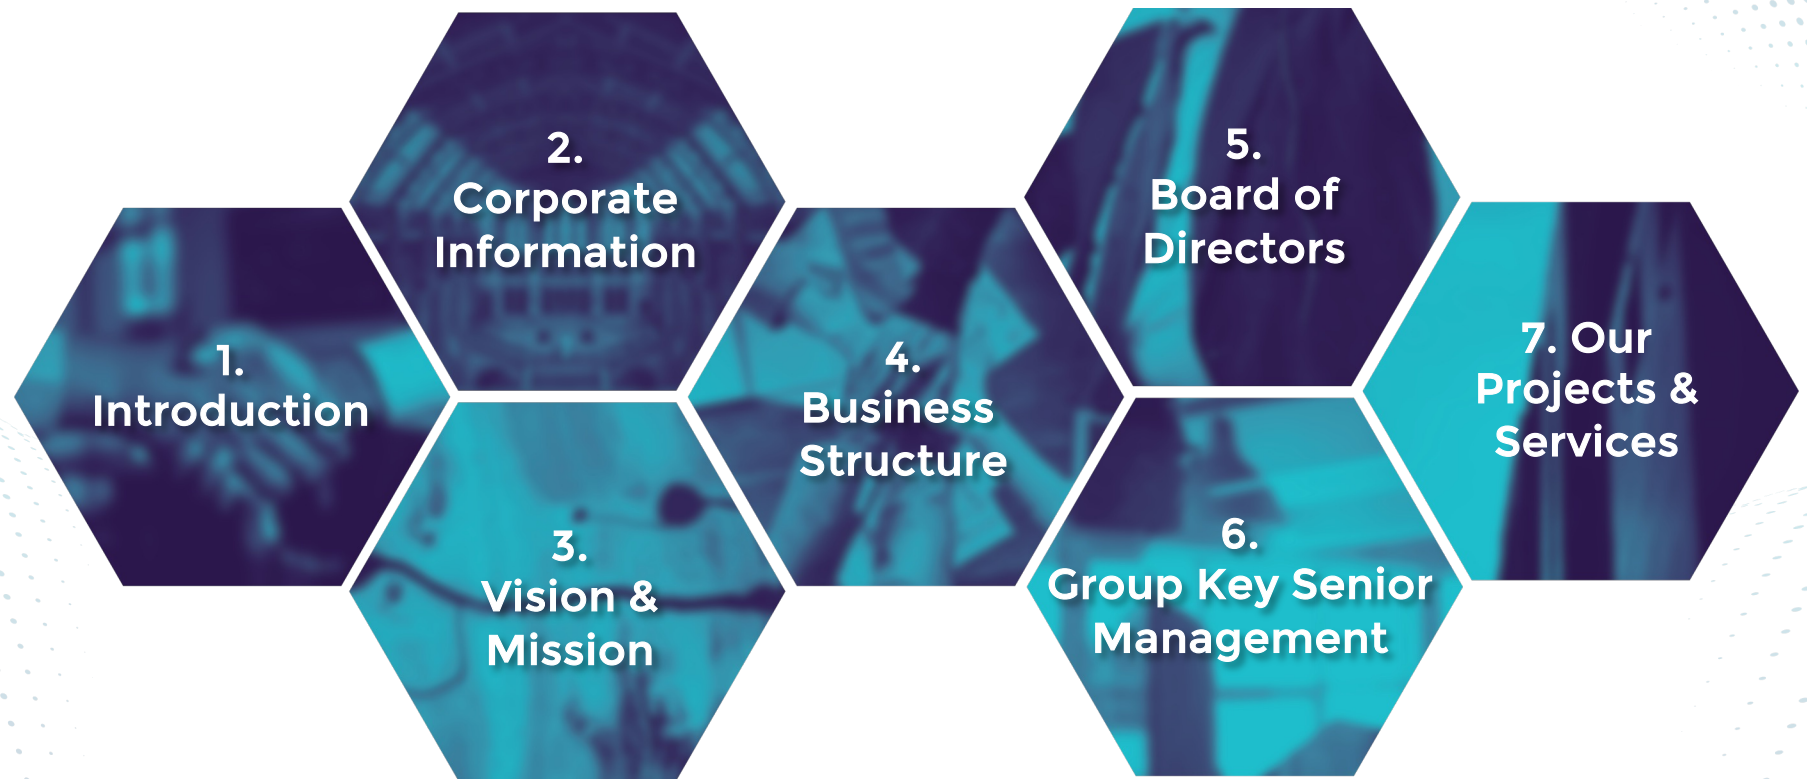 1.
Introduction
2.
Corporate
Information
3.
Vision &
Mission
4.
Business
Structure
5.
Board of
Directors
6.
Group Key Senior
Management
7. Our
Projects &
Services